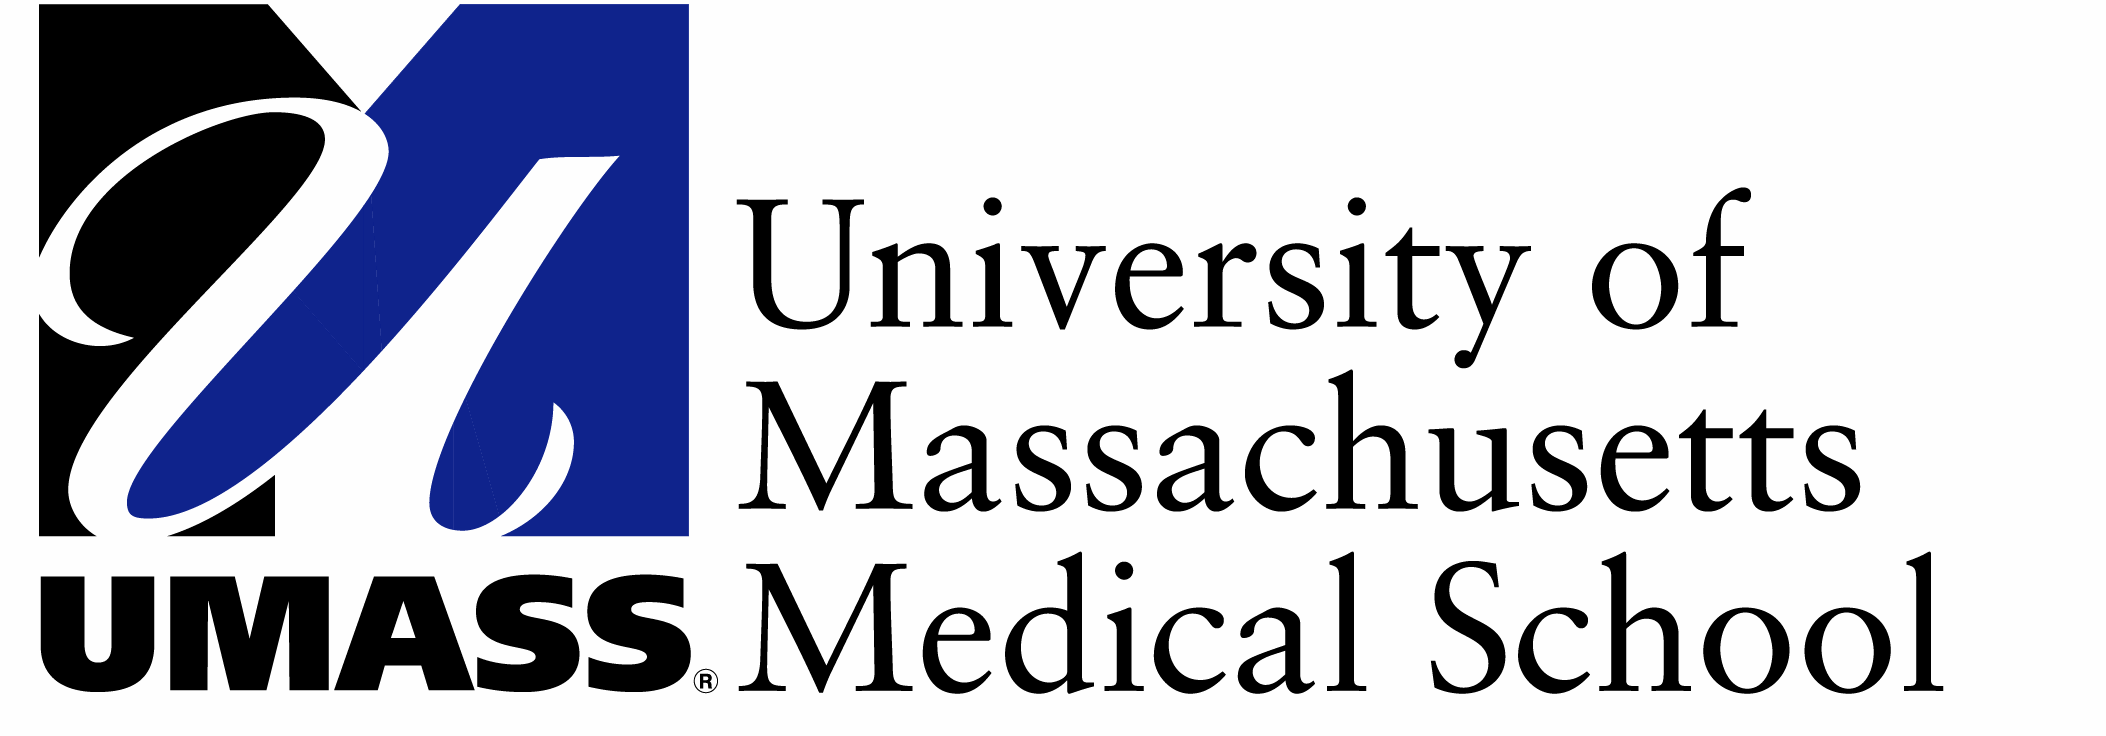 UMASS®
University of
Massachusetts
Medical School